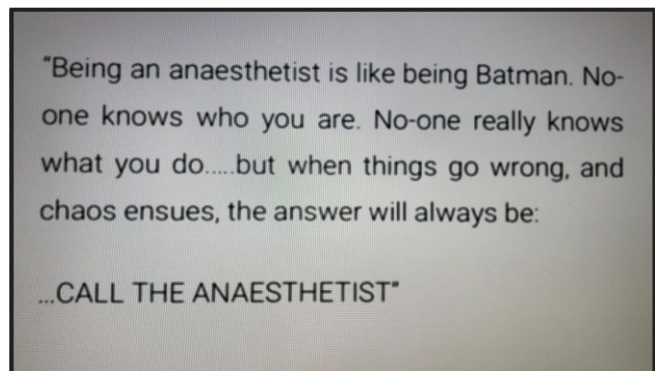 "Being an anaesthetist is like being Batman. No-
one knows who you are. No-one really knows
what you do.....but when things go wrong, and
chaos ensues, the answer will always be:
...CALL THE ANAESTHETIST"